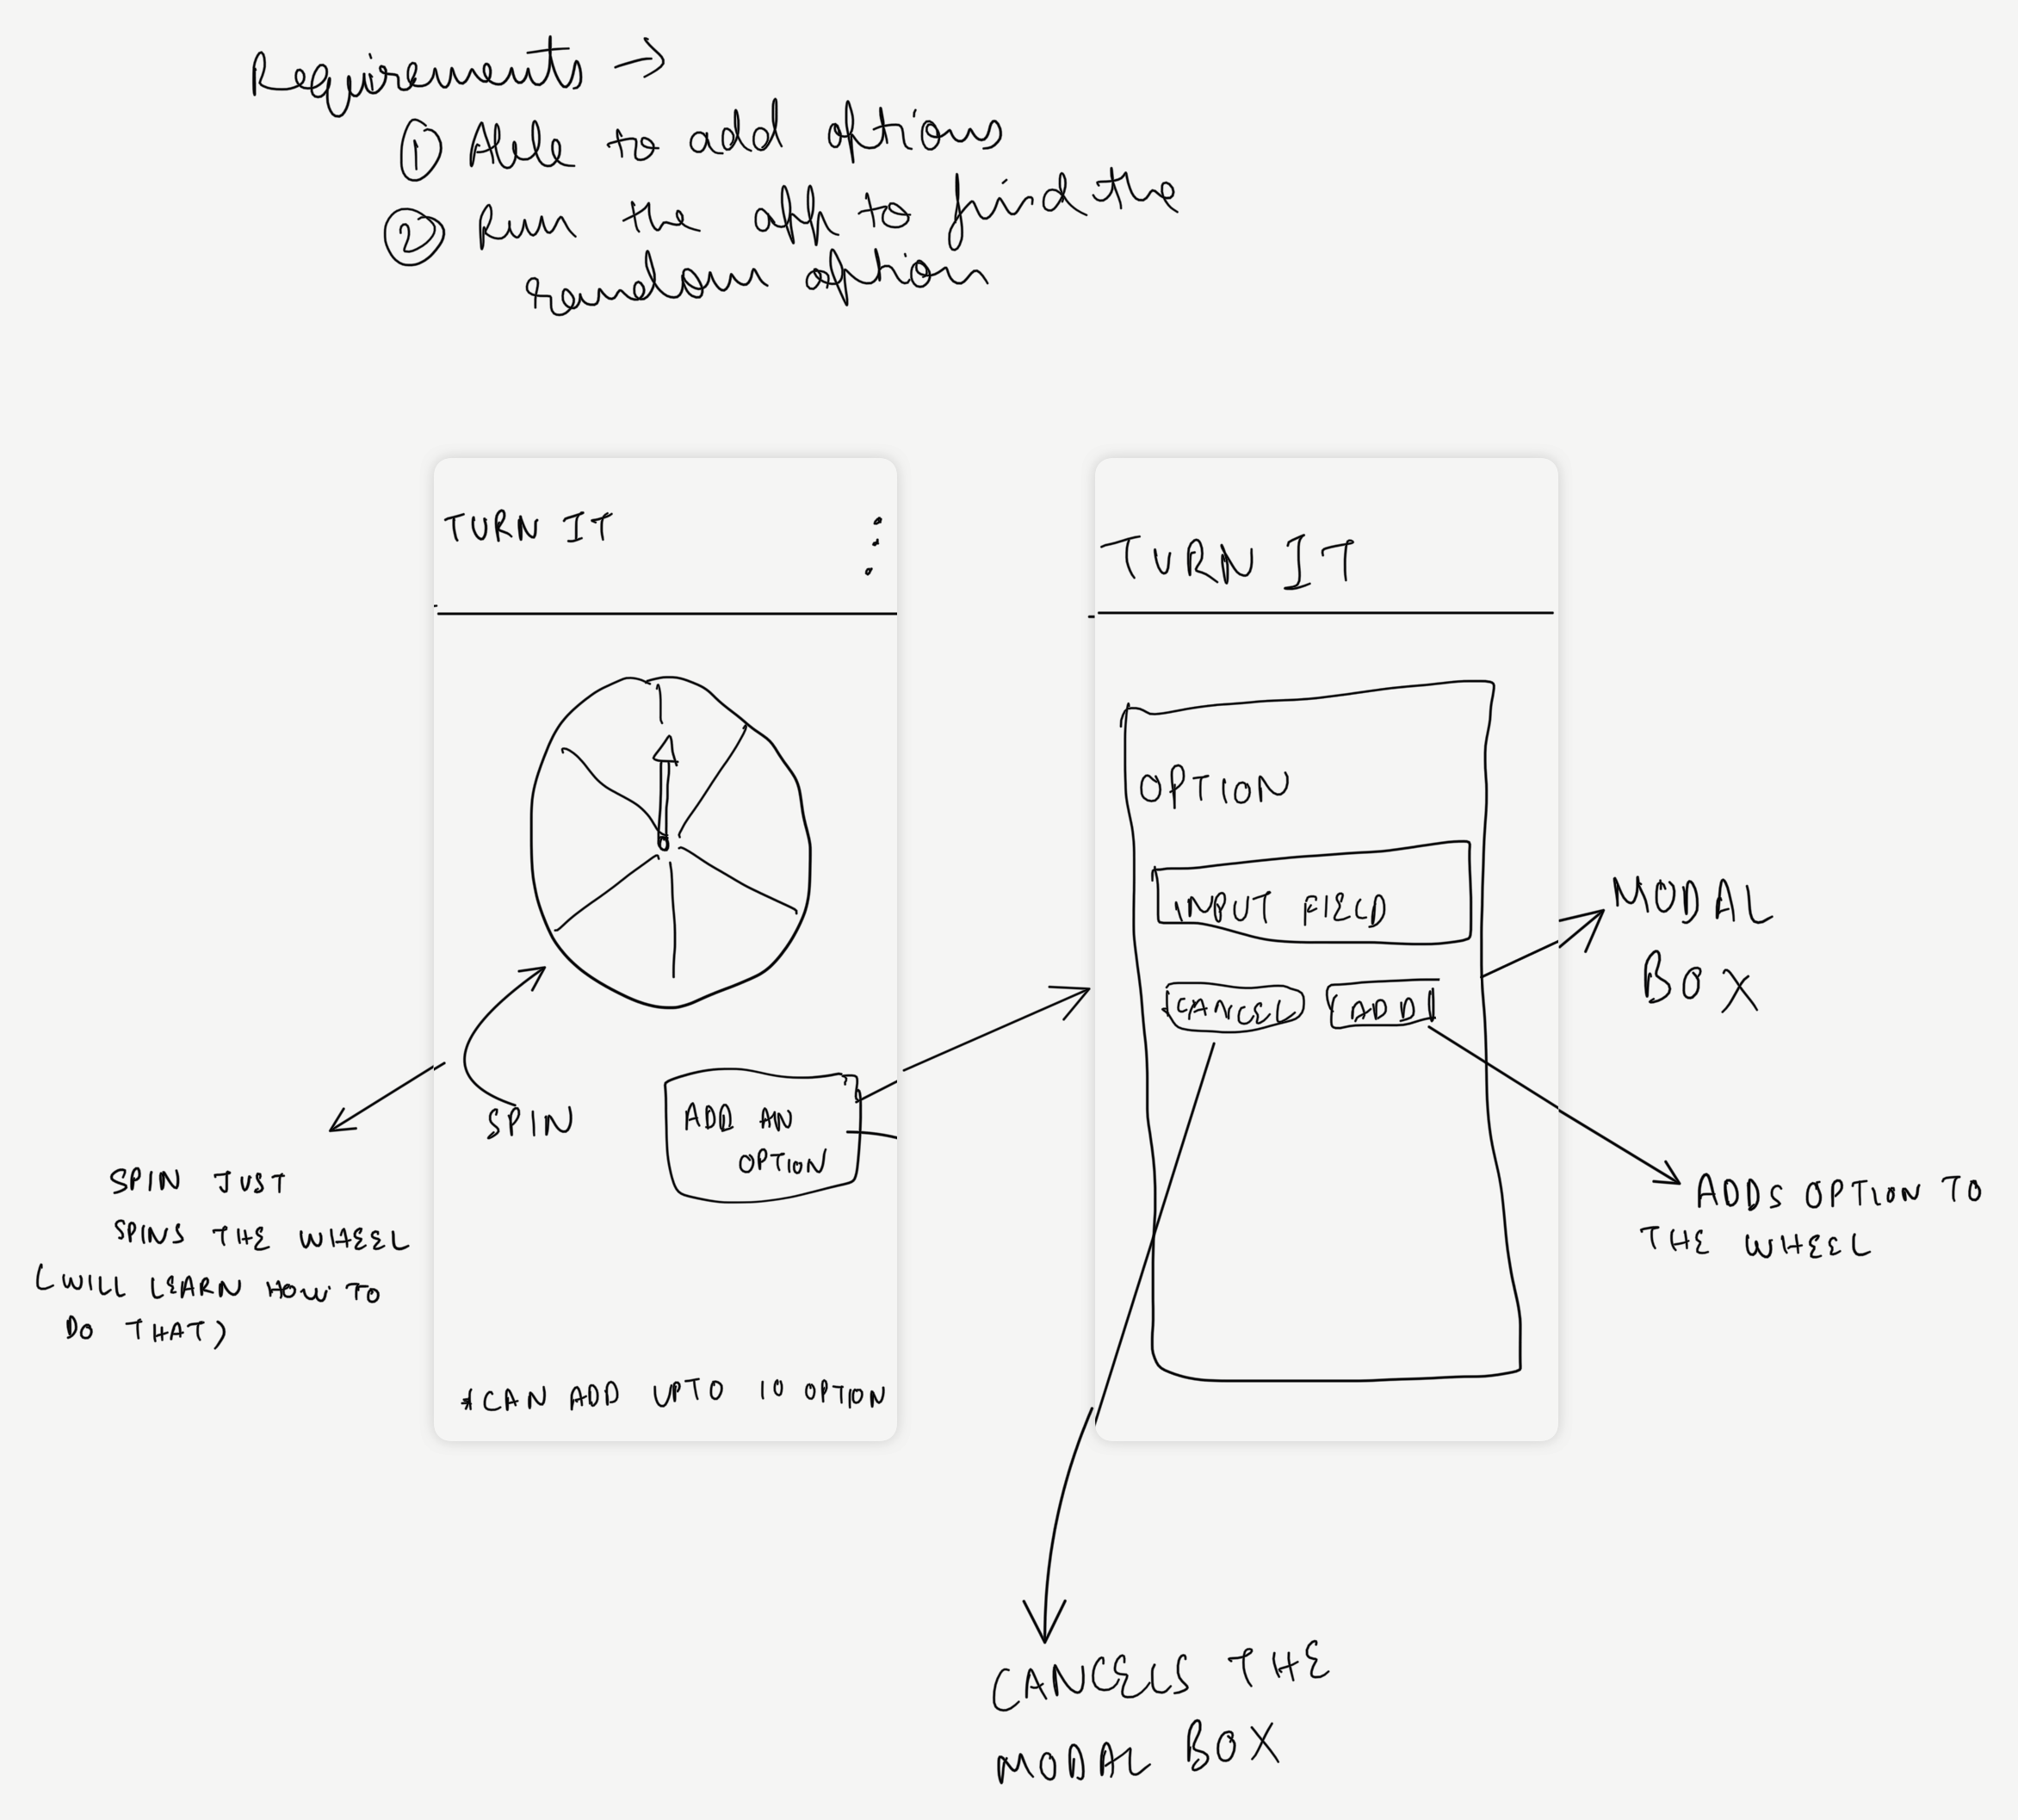 Requirements →
① Able to add options
② Run the app to find the
random option
TURN IT
SPIN
ADD AN
OPTION
SPIN JUST
SPINS THE WHEEL
(WILL LEARN HOW TO
DO THAT)
*CAN ADD UPTO 10 OPTION
TURN IT
OPTION
INPUT FIELD
CANCEL
ADD
MODAL
BOX
ADDS OPTION TO
THE WHEEL
CANCELS THE
MODAL BOX